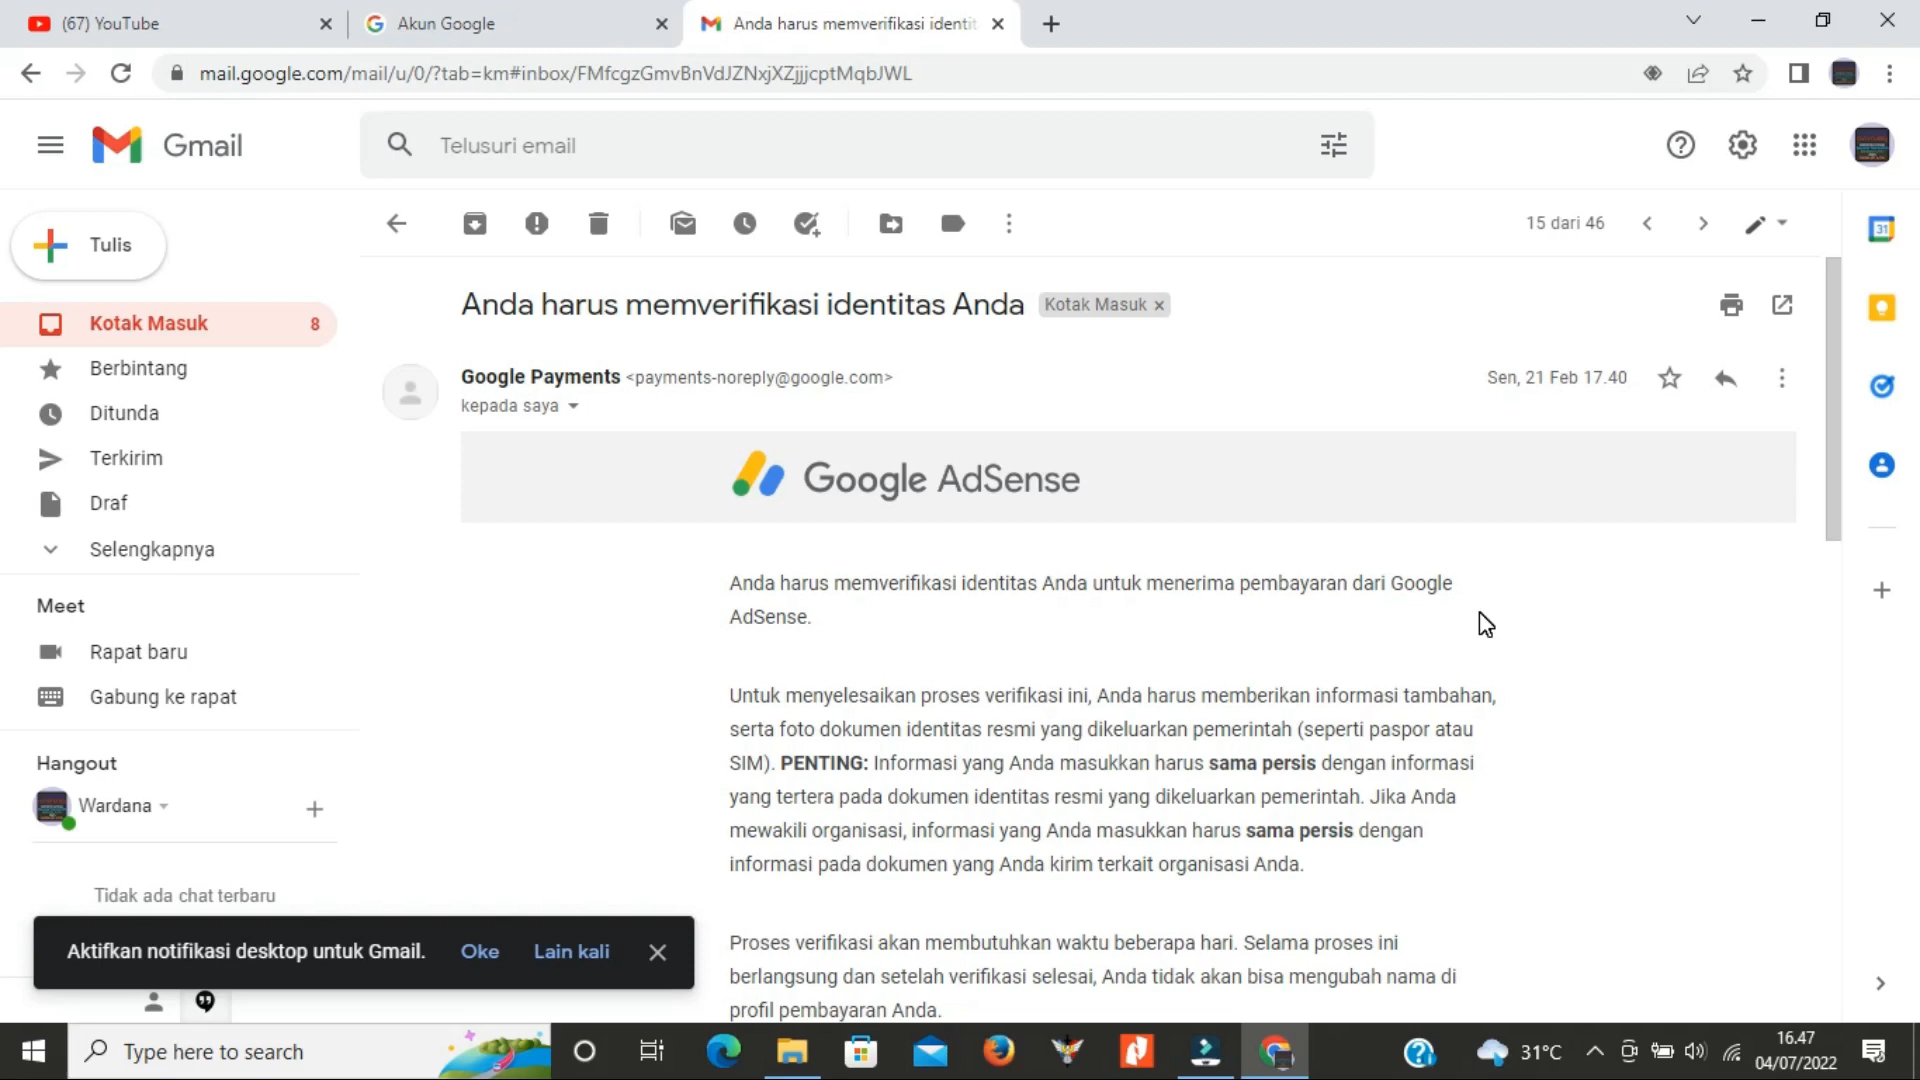 (67) YouTube
Akun Google
Anda harus memverifikasi identit
mail.google.com/mail/u/0/?tab=km#inbox/FMfcgzGmvBnVdJZNxjXZjjjcptMqbJWL
Gmail
Telusuri email
Tulis
15 dari 46
31
Kotak Masuk 8
Berbintang
Ditunda
Terkirim
Draf
Selengkapnya
Meet
Rapat baru
Gabung ke rapat
Hangout
Wardana
Tidak ada chat terbaru
Anda harus memverifikasi identitas Anda
Kotak Masuk
Google Payments <payments-noreply@google.com>
Sen, 21 Feb 17.40
kepada saya
Google AdSense
Anda harus memverifikasi identitas Anda untuk menerima pembayaran dari Google
AdSense.
Untuk menyelesaikan proses verifikasi ini, Anda harus memberikan informasi tambahan,
serta foto dokumen identitas resmi yang dikeluarkan pemerintah (seperti paspor atau
SIM). PENTING: Informasi yang Anda masukkan harus sama persis dengan informasi
yang tertera pada dokumen identitas resmi yang dikeluarkan pemerintah. Jika Anda
mewakili organisasi, informasi yang Anda masukkan harus sama persis dengan
informasi pada dokumen yang Anda kirim terkait organisasi Anda.
Proses verifikasi akan membutuhkan waktu beberapa hari. Selama proses ini
berlangsung dan setelah verifikasi selesai, Anda tidak akan bisa mengubah nama di
profil pembayaran Anda.
Aktifkan notifikasi desktop untuk Gmail. Oke Lain kali
Type here to search
31°C
16.47
04/07/2022